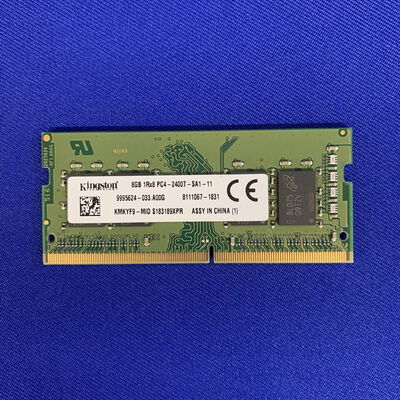 Kingston
8GB 1Rx8 PC4-2400T-SA1-11
9995624-033.A00G
8111067-1831
KMKYF9-MID S183189XPR
ASSY IN CHINA (1)
CE